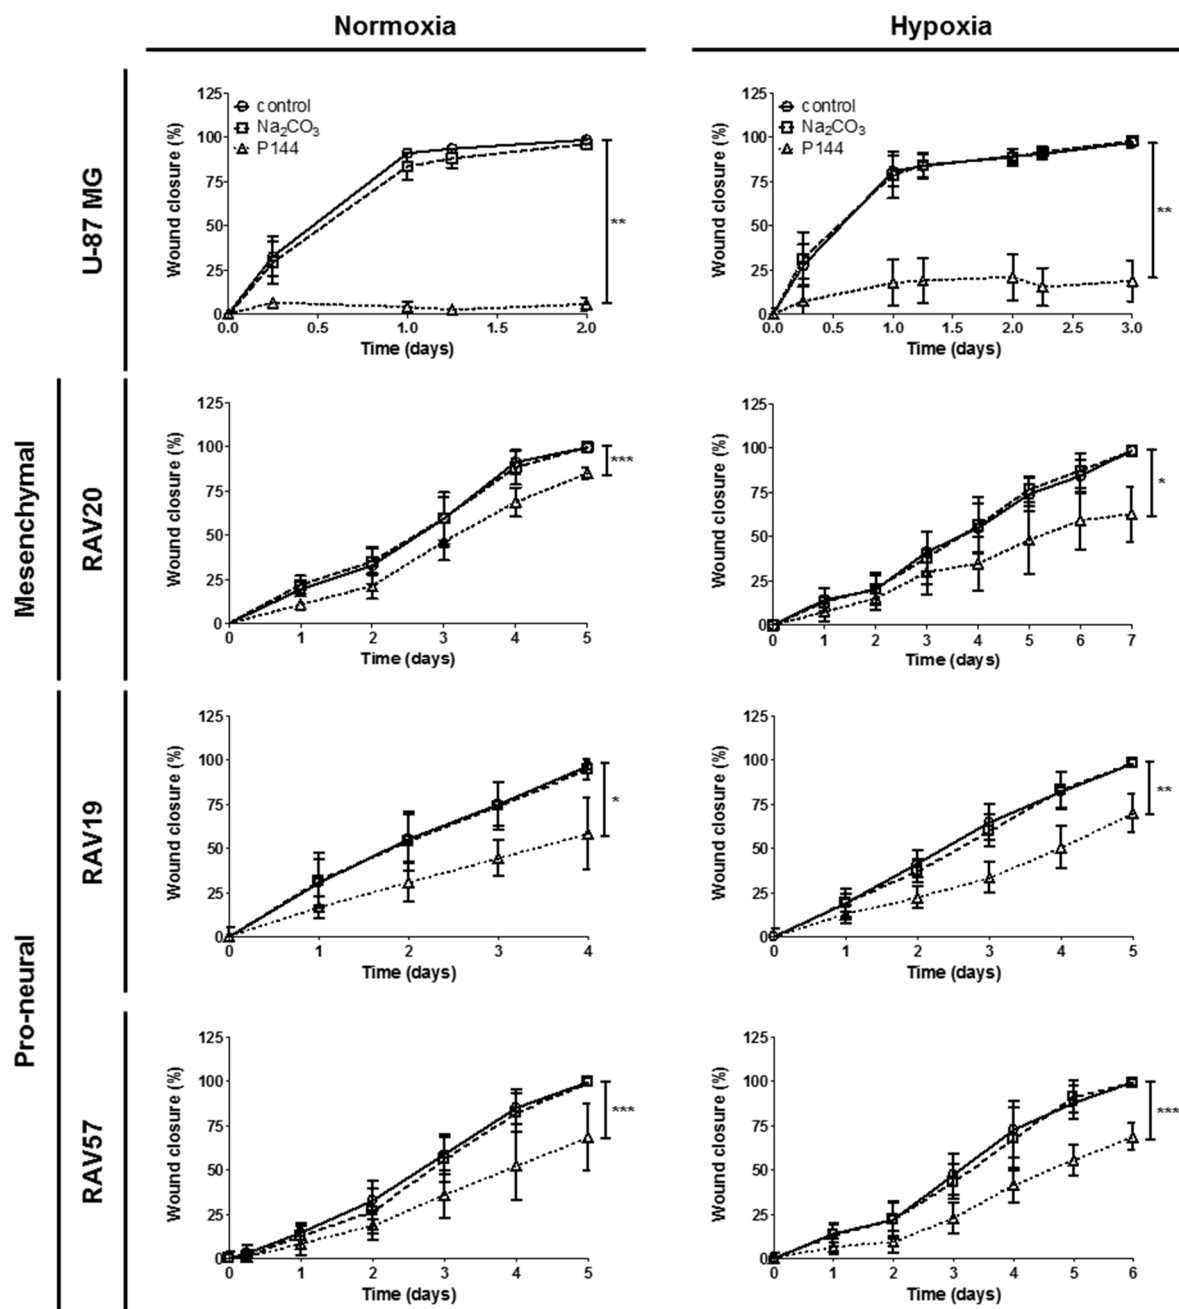 Normoxia
Hypoxia
U-87 MG
125
100
75
50
25
0
Wound closure (%)
control
Na₂CO₃
P144
**
0.0 0.5 1.0 1.5 2.0
Time (days)
125
100
75
50
25
0
Wound closure (%)
control
Na₂CO₃
P144
**
0.0 0.5 1.0 1.5 2.0 2.5 3.0
Time (days)
Mesenchymal
RAV20
125
100
75
50
25
0
Wound closure (%)
***
0 1 2 3 4 5
Time (days)
125
100
75
50
25
0
Wound closure (%)
*
0 1 2 3 4 5 6 7
Time (days)
Pro-neural
RAV19
125
100
75
50
25
0
Wound closure (%)
*
0 1 2 3 4
Time (days)
125
100
75
50
25
0
Wound closure (%)
**
0 1 2 3 4 5
Time (days)
RAV57
125
100
75
50
25
0
Wound closure (%)
***
0 1 2 3 4 5
Time (days)
125
100
75
50
25
0
Wound closure (%)
***
0 1 2 3 4 5 6
Time (days)